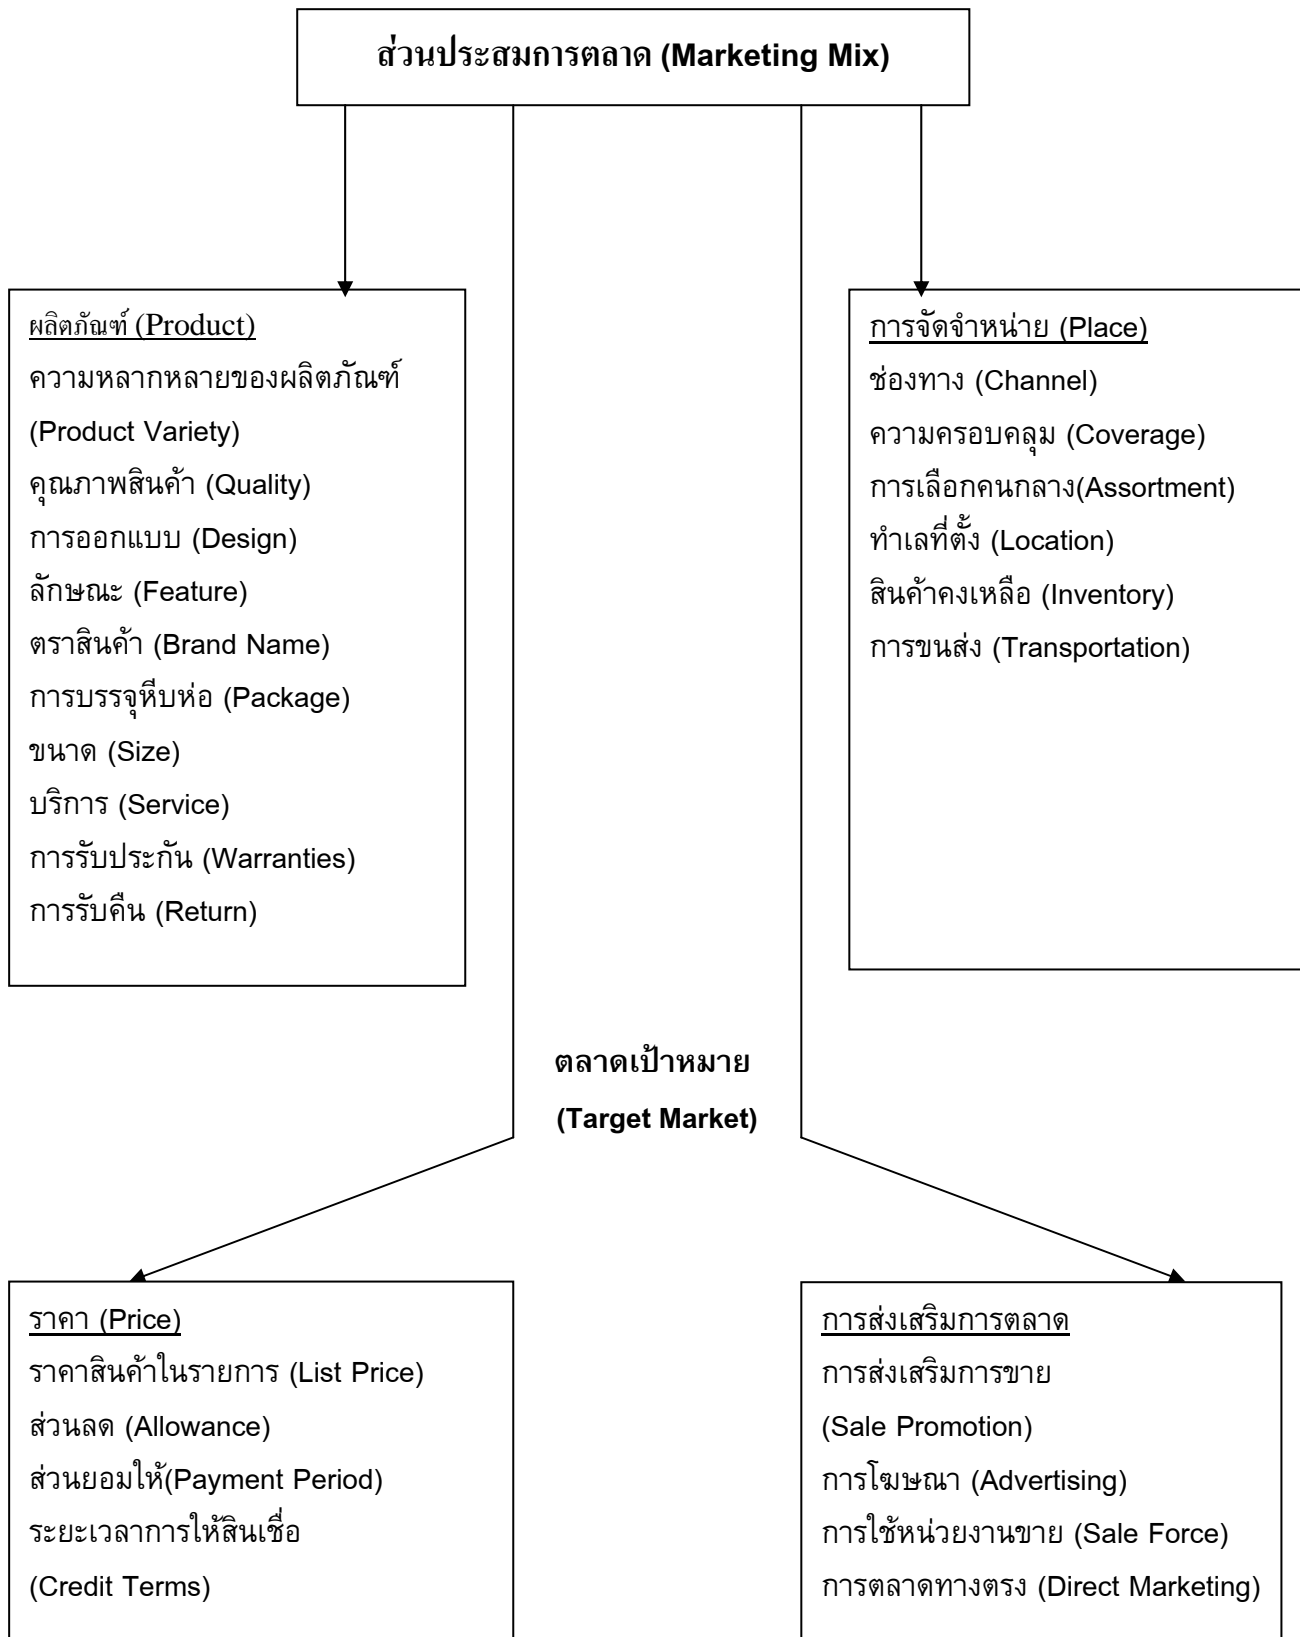 ส่วนประสมการตลาด (Marketing Mix)
ผลิตภัณฑ์ (Product)
ความหลากหลายของผลิตภัณฑ์
(Product Variety)
คุณภาพสินค้า (Quality)
การออกแบบ (Design)
ลักษณะ (Feature)
ตราสินค้า (Brand Name)
การบรรจุหีบห่อ (Package)
ขนาด (Size)
บริการ (Service)
การรับประกัน (Warranties)
การรับคืน (Return)
การจัดจำหน่าย (Place)
ช่องทาง (Channel)
ความครอบคลุม (Coverage)
การเลือกคนกลาง(Assortment)
ทำเลที่ตั้ง (Location)
สินค้าคงเหลือ (Inventory)
การขนส่ง (Transportation)
ตลาดเป้าหมาย
(Target Market)
ราคา (Price)
ราคาสินค้าในรายการ (List Price)
ส่วนลด (Allowance)
ส่วนยอมให้(Payment Period)
ระยะเวลาการให้สินเชื่อ
(Credit Terms)
การส่งเสริมการตลาด
การส่งเสริมการขาย
(Sale Promotion)
การโฆษณา (Advertising)
การใช้หน่วยงานขาย (Sale Force)
การตลาดทางตรง (Direct Marketing)